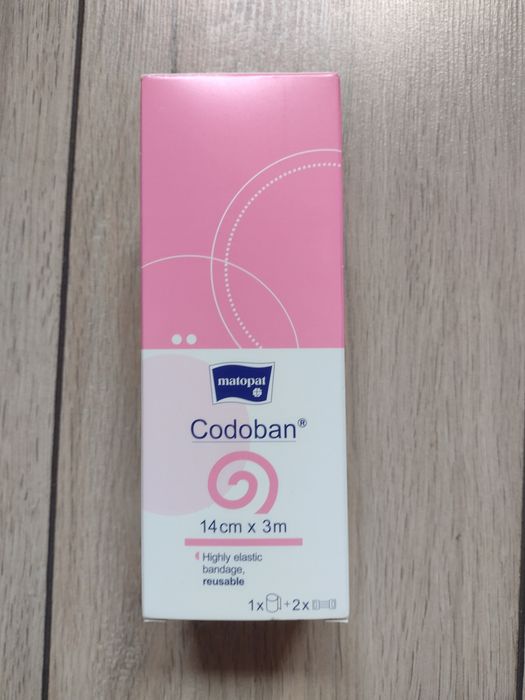 matopat
Codoban®
14cm x 3m
Highly elastic
bandage,
reusable
1x + 2x